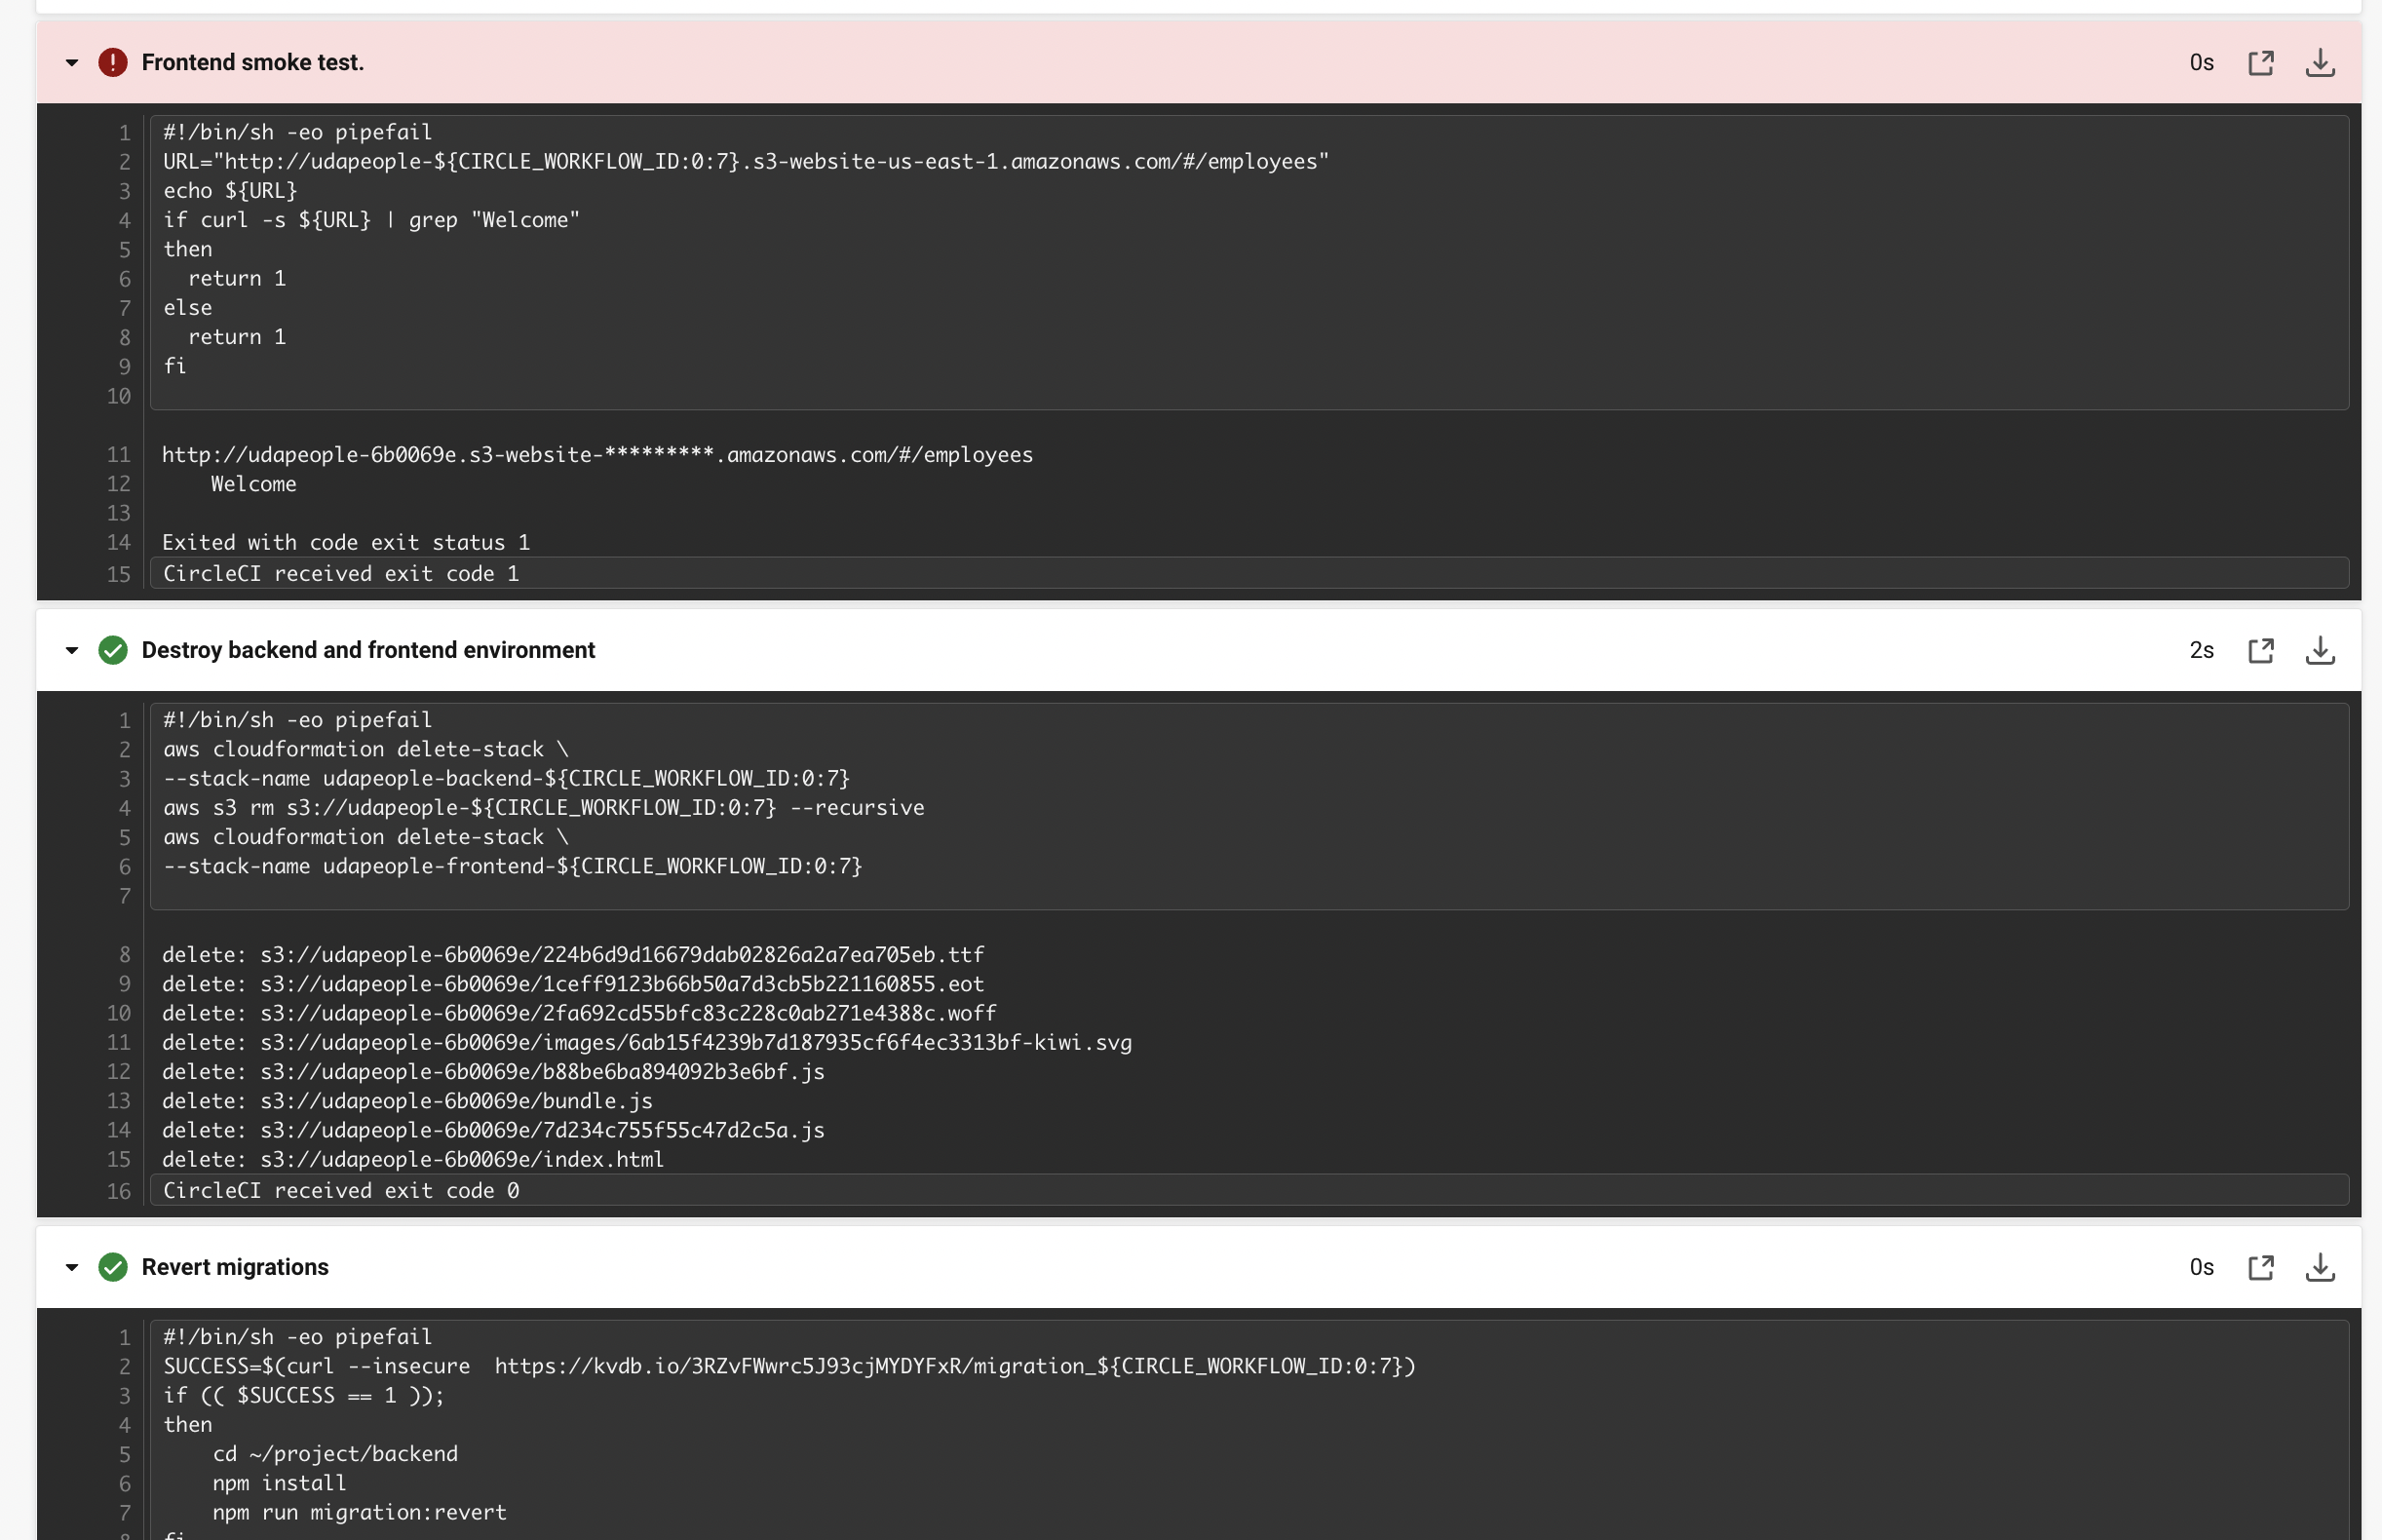 Frontend smoke test.
0s
1 #!/bin/sh -eo pipefail
2 URL="http://udapeople-${CIRCLE_WORKFLOW_ID:0:7}.s3-website-us-east-1.amazonaws.com/#/employees"
3 echo ${URL}
4 if curl -s ${URL} | grep "Welcome"
5 then
6   return 1
7 else
8   return 1
9 fi
10
11 http://udapeople-6b0069e.s3-website-*********.amazonaws.com/#/employees
12     Welcome
13
14 Exited with code exit status 1
15 CircleCI received exit code 1
Destroy backend and frontend environment
2s
1 #!/bin/sh -eo pipefail
2 aws cloudformation delete-stack \
3 --stack-name udapeople-backend-${CIRCLE_WORKFLOW_ID:0:7}
4 aws s3 rm s3://udapeople-${CIRCLE_WORKFLOW_ID:0:7} --recursive
5 aws cloudformation delete-stack \
6 --stack-name udapeople-frontend-${CIRCLE_WORKFLOW_ID:0:7}
7
8 delete: s3://udapeople-6b0069e/224b6d9d16679dab02826a2a7ea705eb.ttf
9 delete: s3://udapeople-6b0069e/1ceff9123b66b50a7d3cb5b221160855.eot
10 delete: s3://udapeople-6b0069e/2fa692cd55bfc83c228c0ab271e4388c.woff
11 delete: s3://udapeople-6b0069e/images/6ab15f4239b7d187935cf6f4ec3313bf-kiwi.svg
12 delete: s3://udapeople-6b0069e/b88be6ba894092b3e6bf.js
13 delete: s3://udapeople-6b0069e/bundle.js
14 delete: s3://udapeople-6b0069e/7d234c755f55c47d2c5a.js
15 delete: s3://udapeople-6b0069e/index.html
16 CircleCI received exit code 0
Revert migrations
0s
1 #!/bin/sh -eo pipefail
2 SUCCESS=$(curl --insecure  https://kvdb.io/3RZvFWwrc5J93cjMYDYFxR/migration_${CIRCLE_WORKFLOW_ID:0:7})
3 if (( $SUCCESS == 1 ));
4 then
5     cd ~/project/backend
6     npm install
7     npm run migration:revert
8 fi